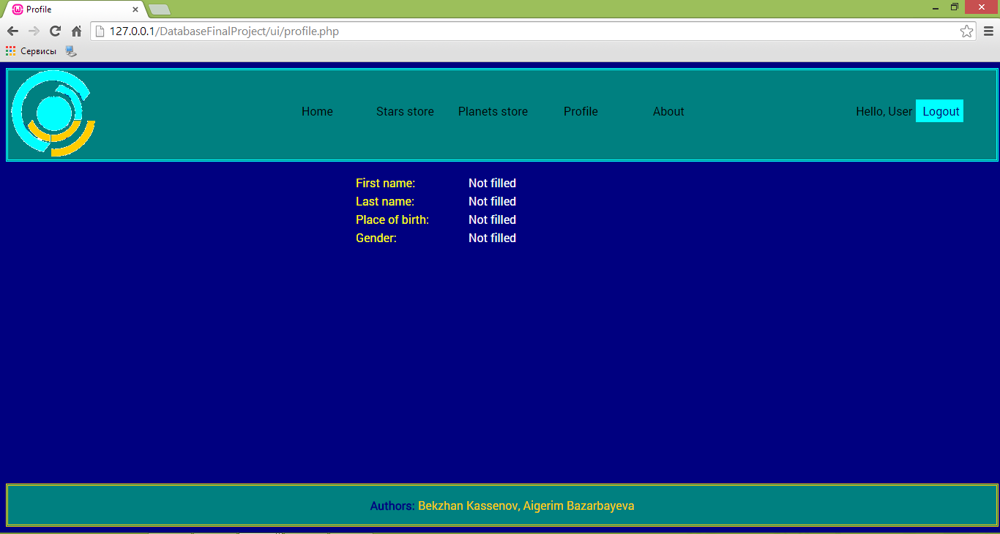 Profile
127.0.0.1/DatabaseFinalProject/ui/profile.php
Сервисы
Home Stars store Planets store Profile About Hello, User Logout
First name: Not filled
Last name: Not filled
Place of birth: Not filled
Gender: Not filled
Authors: Bekzhan Kassenov, Aigerim Bazarbayeva